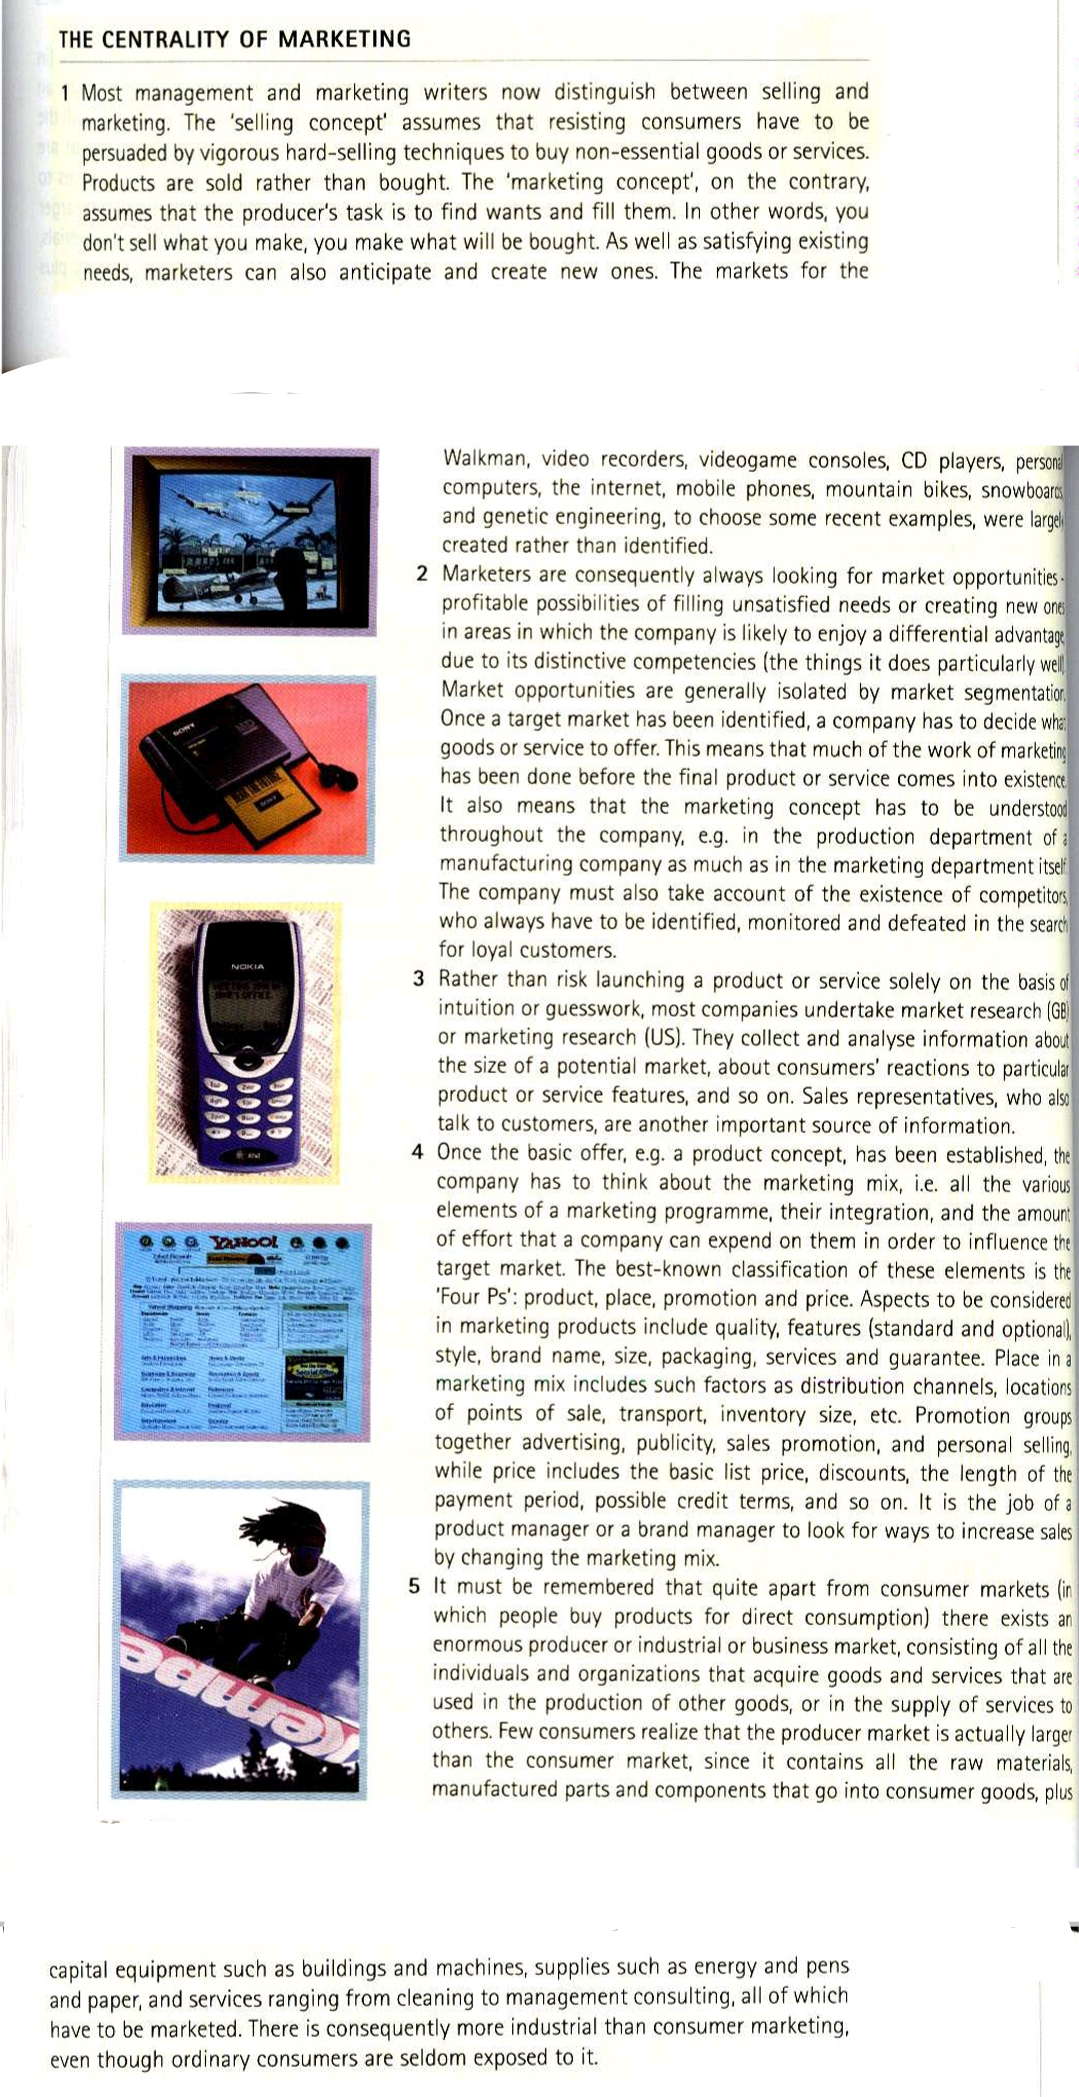 THE CENTRALITY OF MARKETING
1 Most management and marketing writers now distinguish between selling and
marketing. The 'selling concept' assumes that resisting consumers have to be
persuaded by vigorous hard-selling techniques to buy non-essential goods or services.
Products are sold rather than bought. The 'marketing concept', on the contrary,
assumes that the producer's task is to find wants and fill them. In other words, you
don't sell what you make, you make what will be bought. As well as satisfying existing
needs, marketers can also anticipate and create new ones. The markets for the
Walkman, video recorders, videogame consoles, CD players, personal
computers, the internet, mobile phones, mountain bikes, snowboards
and genetic engineering, to choose some recent examples, were largel
created rather than identified.
2 Marketers are consequently always looking for market opportunities -
profitable possibilities of filling unsatisfied needs or creating new ones
in areas in which the company is likely to enjoy a differential advantage,
due to its distinctive competencies (the things it does particularly well).
Market opportunities are generally isolated by market segmentation.
Once a target market has been identified, a company has to decide what
goods or service to offer. This means that much of the work of marketing
has been done before the final product or service comes into existence.
It also means that the marketing concept has to be understood
throughout the company, e.g. in the production department of a
manufacturing company as much as in the marketing department itself.
The company must also take account of the existence of competitors,
who always have to be identified, monitored and defeated in the search
for loyal customers.
3 Rather than risk launching a product or service solely on the basis of
intuition or guesswork, most companies undertake market research (GB)
or marketing research (US). They collect and analyse information about
the size of a potential market, about consumers' reactions to particular
product or service features, and so on. Sales representatives, who also
talk to customers, are another important source of information.
4 Once the basic offer, e.g. a product concept, has been established, the
company has to think about the marketing mix, i.e. all the various
elements of a marketing programme, their integration, and the amount
of effort that a company can expend on them in order to influence the
target market. The best-known classification of these elements is the
'Four Ps': product, place, promotion and price. Aspects to be considered
in marketing products include quality, features (standard and optional),
style, brand name, size, packaging, services and guarantee. Place in a
marketing mix includes such factors as distribution channels, locations
of points of sale, transport, inventory size, etc. Promotion groups
together advertising, publicity, sales promotion, and personal selling,
while price includes the basic list price, discounts, the length of the
payment period, possible credit terms, and so on. It is the job of a
product manager or a brand manager to look for ways to increase sales
by changing the marketing mix.
5 It must be remembered that quite apart from consumer markets (in
which people buy products for direct consumption) there exists an
enormous producer or industrial or business market, consisting of all the
individuals and organizations that acquire goods and services that are
used in the production of other goods, or in the supply of services to
others. Few consumers realize that the producer market is actually larger
than the consumer market, since it contains all the raw materials,
manufactured parts and components that go into consumer goods, plus
capital equipment such as buildings and machines, supplies such as energy and pens
and paper, and services ranging from cleaning to management consulting, all of which
have to be marketed. There is consequently more industrial than consumer marketing,
even though ordinary consumers are seldom exposed to it.
SONY
SONY
NOKIA
AT&T
YAHOO!
Kemper